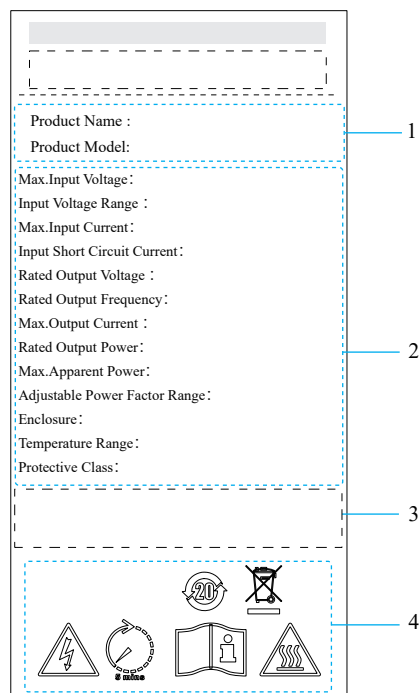 Product Name :
1
Product Model:
Max.Input Voltage:
Input Voltage Range :
Max.Input Current:
Input Short Circuit Current:
Rated Output Voltage :
Rated Output Frequency:
Max.Output Current :
Rated Output Power:
2
Max.Apparent Power:
Adjustable Power Factor Range:
Enclosure:
Temperature Range:
Protective Class:
3
20
4
5 mins